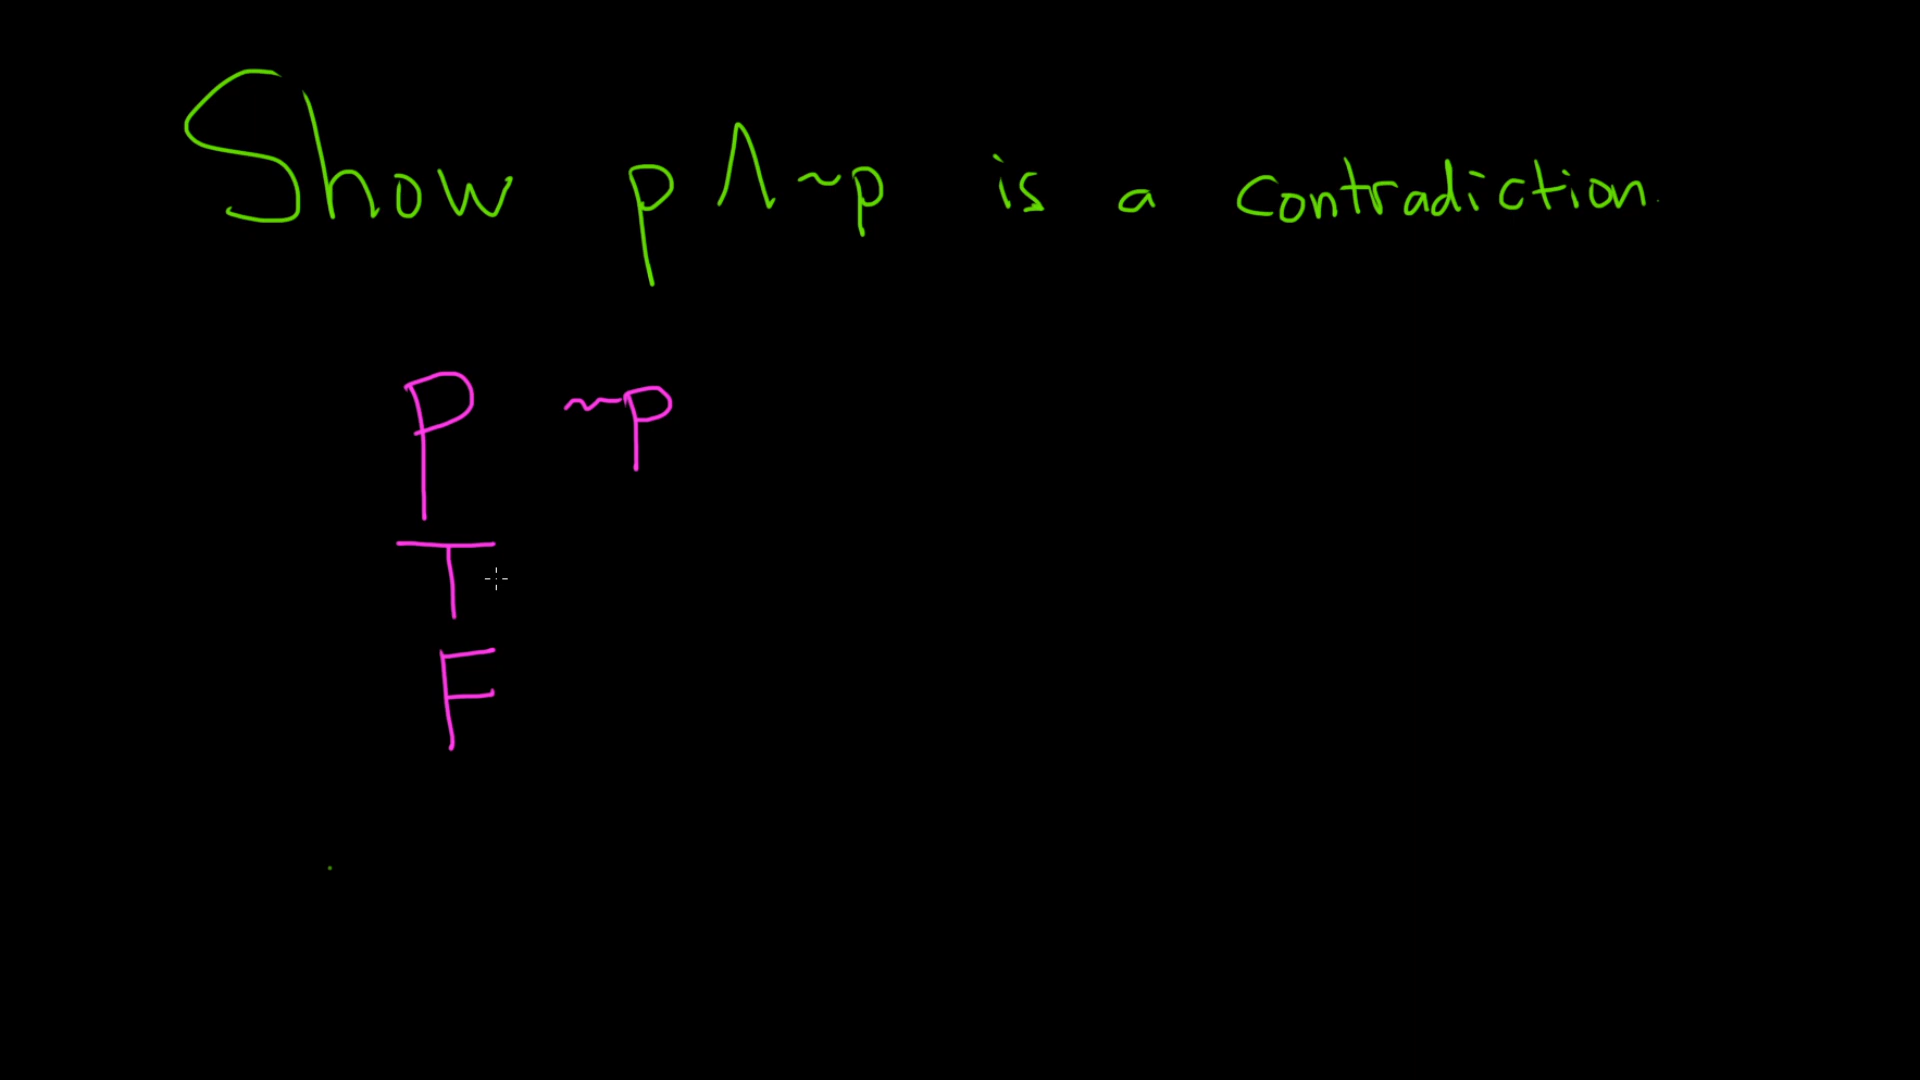 Show p ∧ ~p is a contradiction.
P ~p
T
F